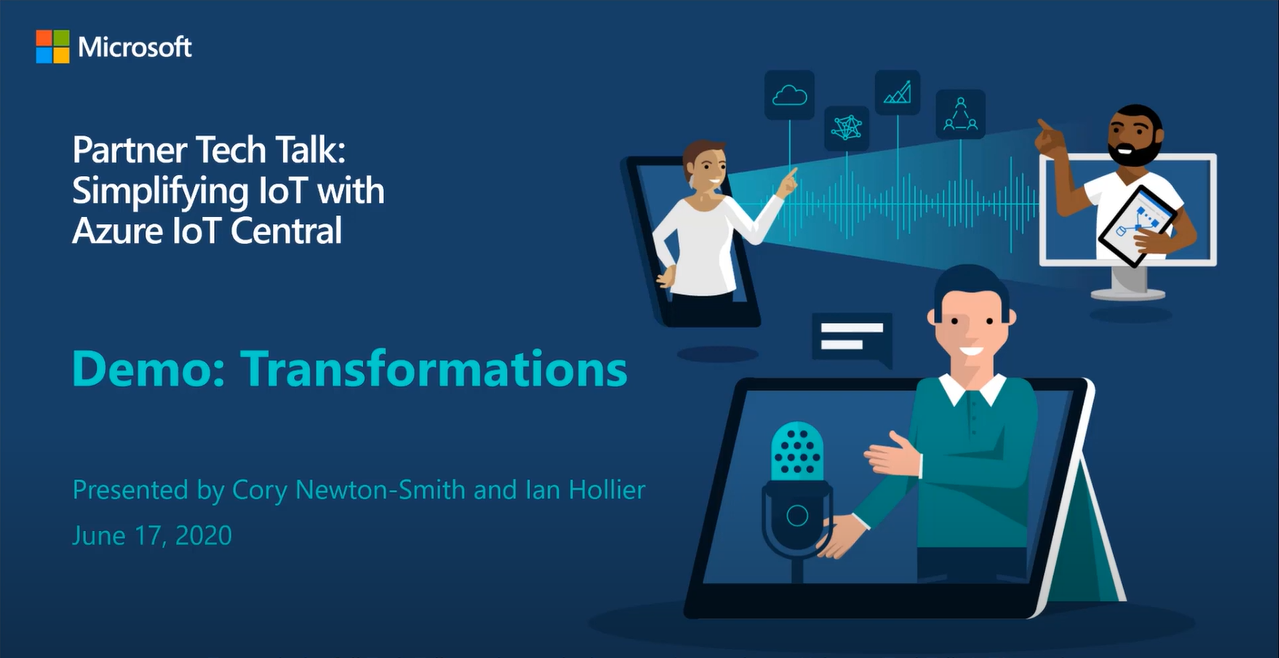 Microsoft
Partner Tech Talk:
Simplifying IoT with
Azure IoT Central
Demo: Transformations
Presented by Cory Newton-Smith and Ian Hollier
June 17, 2020